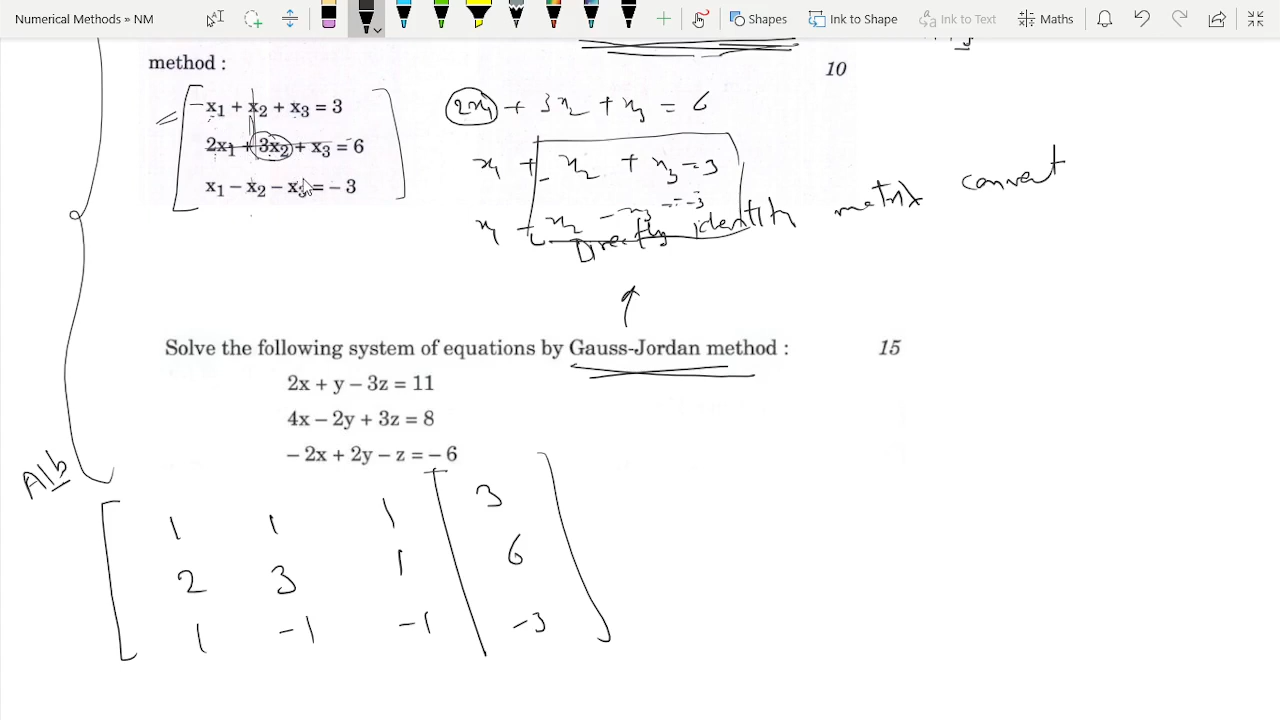 Numerical Methods » NM
Shapes
Ink to Shape
Ink to Text
Maths
method :
10
x1 + x2 + x3 = 3
2x1 + 3x2 + x3 = 6
x1 – x2 – x3 = – 3
2x1 + 3x2 + x3 = 6
x1 + x2 + x3 = 3
x1 - x2 - x3 = -3
Directly identity matrix convert
Solve the following system of equations by Gauss-Jordan method :
15
2x + y – 3z = 11
4x – 2y + 3z = 8
– 2x + 2y – z = – 6
A|b
1 1 1 3
2 3 1 6
1 -1 -1 -3